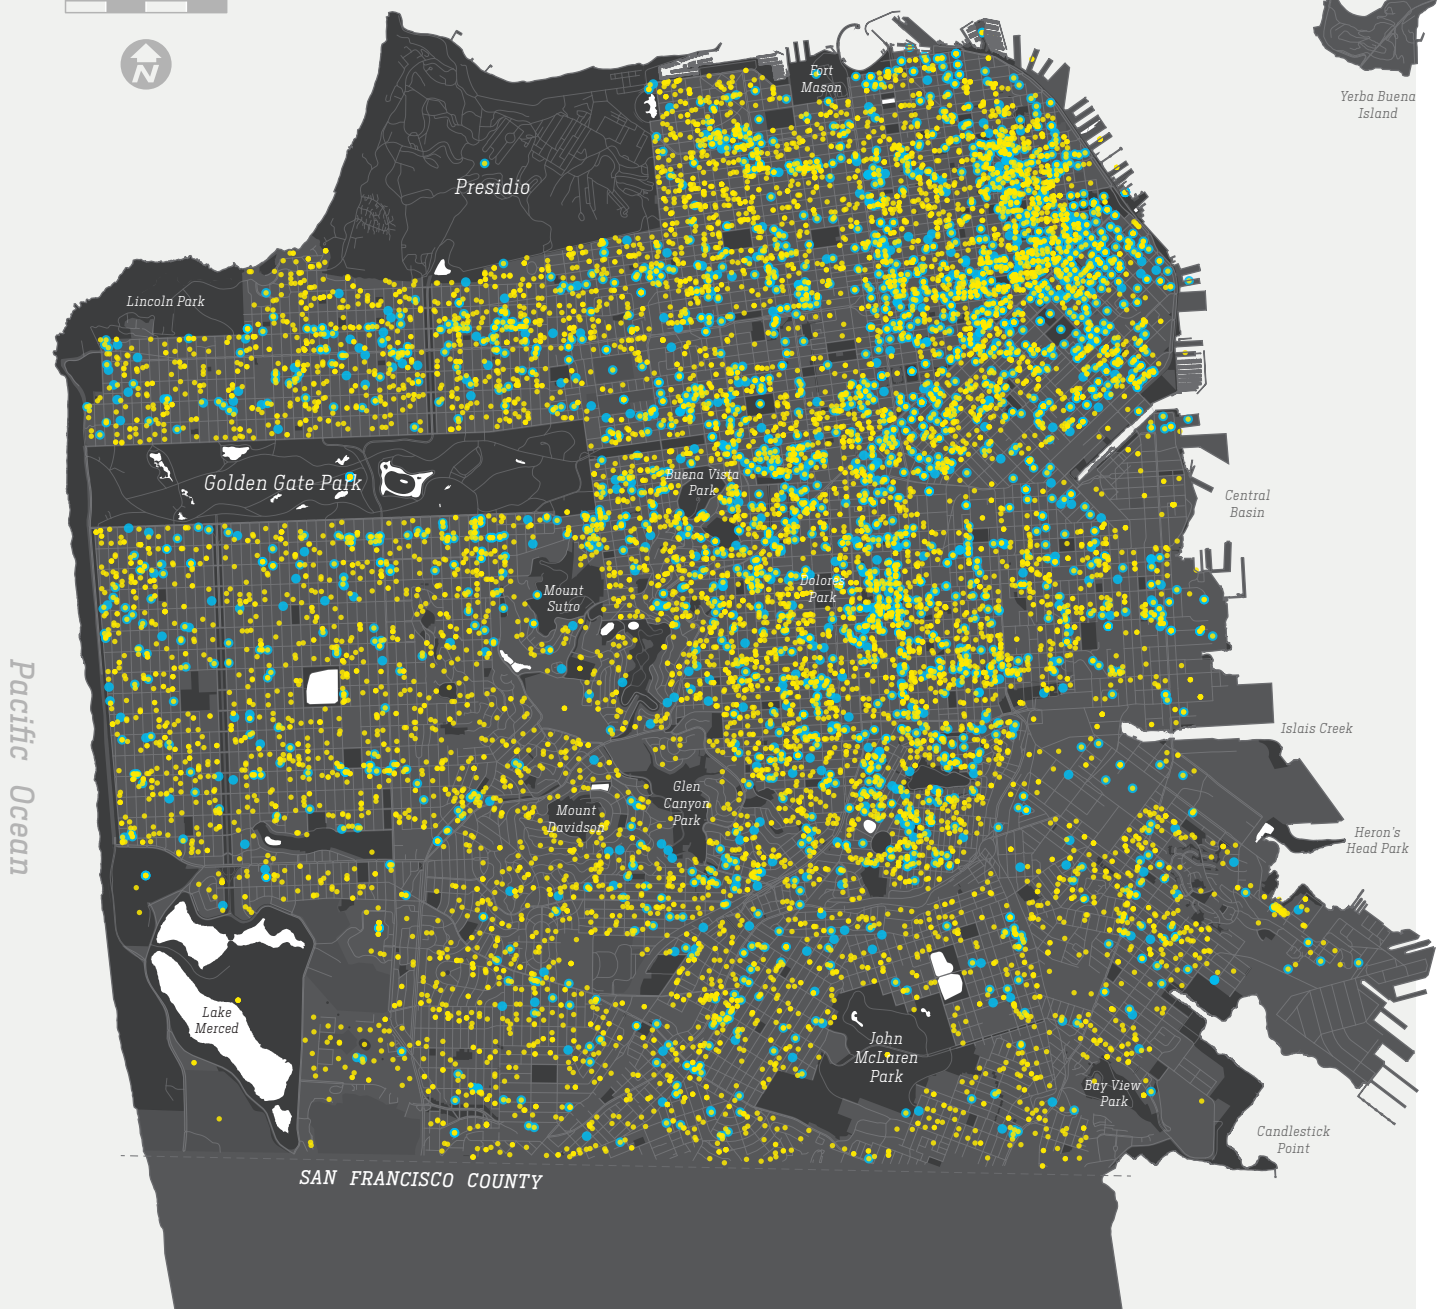 N
Fort
Mason
Yerba Buena
Island
Presidio
Lincoln Park
Golden Gate Park
Buena Vista
Park
Central
Basin
Mount
Sutro
Dolores
Park
Pacific Ocean
Islais Creek
Glen
Canyon
Park
Mount
Davidson
Heron's
Head Park
Lake
Merced
John
McLaren
Park
Bay View
Park
Candlestick
Point
SAN FRANCISCO COUNTY